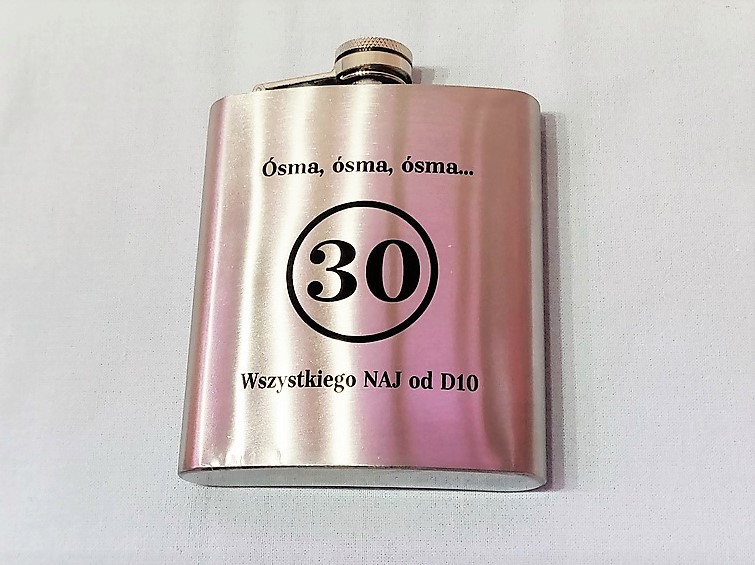 Ósma, ósma, ósma...
30
Wszystkiego NAJ od D10